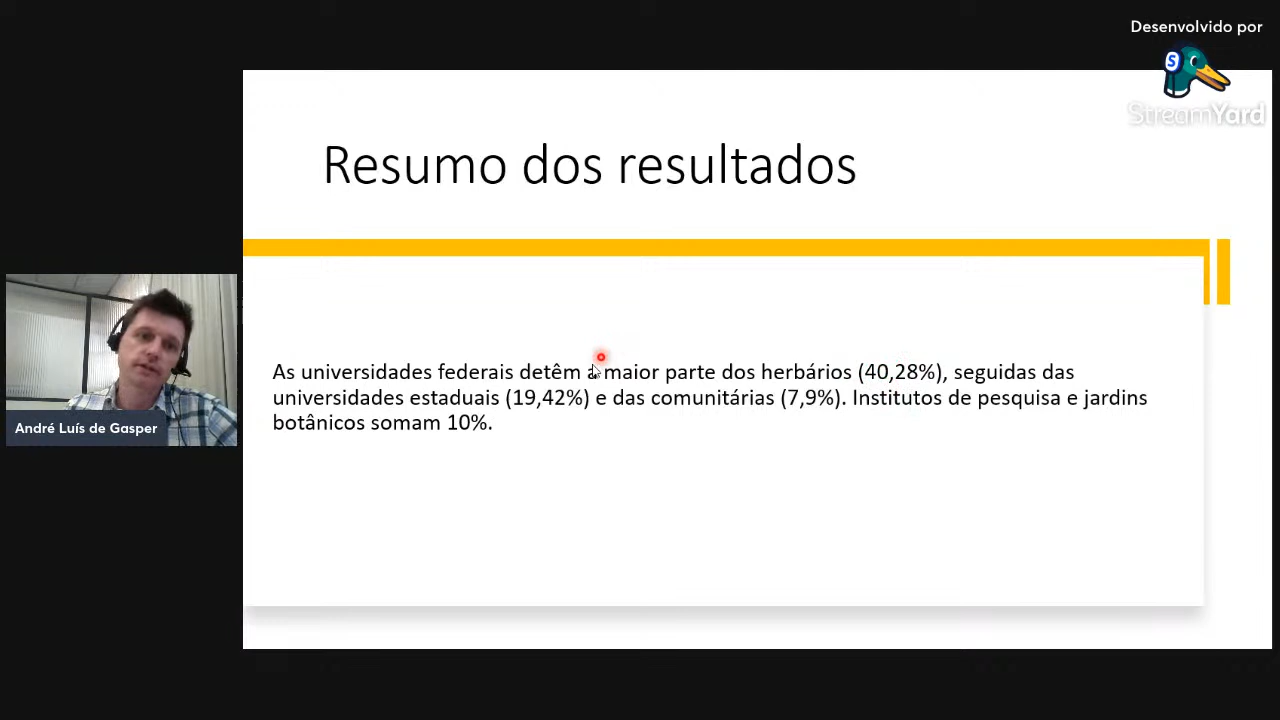 Desenvolvido por
StreamYard
Resumo dos resultados
As universidades federais detêm a maior parte dos herbários (40,28%), seguidas das
universidades estaduais (19,42%) e das comunitárias (7,9%). Institutos de pesquisa e jardins
botânicos somam 10%.
André Luís de Gasper